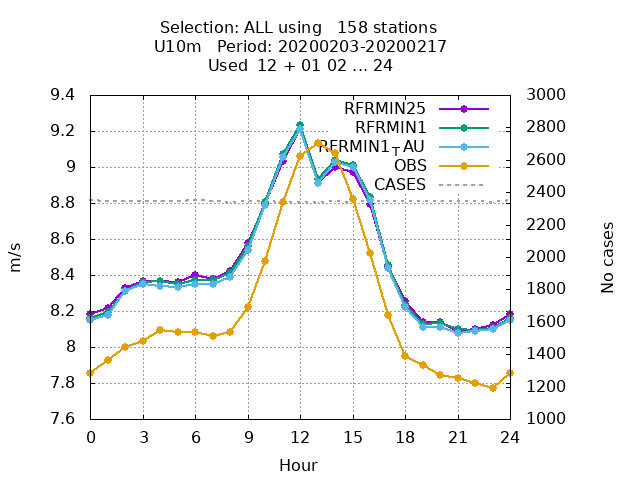 Selection: ALL using   158 stations
U10m   Period: 20200203-20200217
Used  12 + 01 02 ... 24
9.4
9.2
9
8.8
8.6
8.4
8.2
8
7.8
7.6
m/s
3000
2800
2600
2400
2200
2000
1800
1600
1400
1200
1000
No cases
RFRMIN25
RFRMIN1
RFRMIN1┬AU
OBS
CASES
0 3 6 9 12 15 18 21 24
Hour